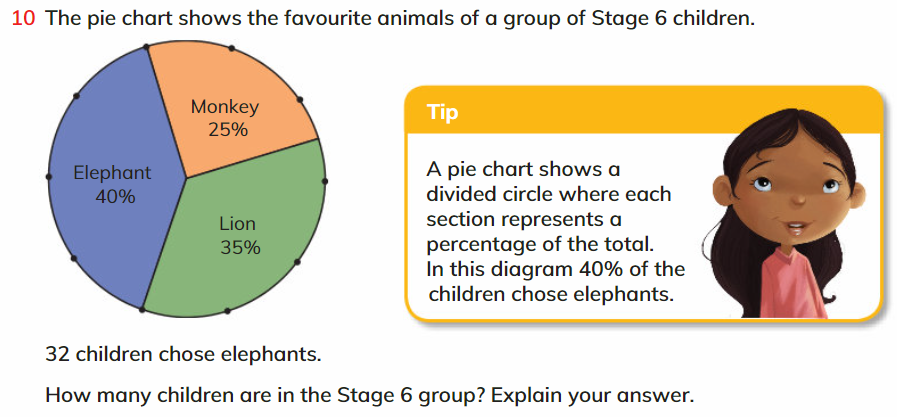 10 The pie chart shows the favourite animals of a group of Stage 6 children.
Monkey
25%
Elephant
40%
Lion
35%
Tip
A pie chart shows a
divided circle where each
section represents a
percentage of the total.
In this diagram 40% of the
children chose elephants.
32 children chose elephants.
How many children are in the Stage 6 group? Explain your answer.